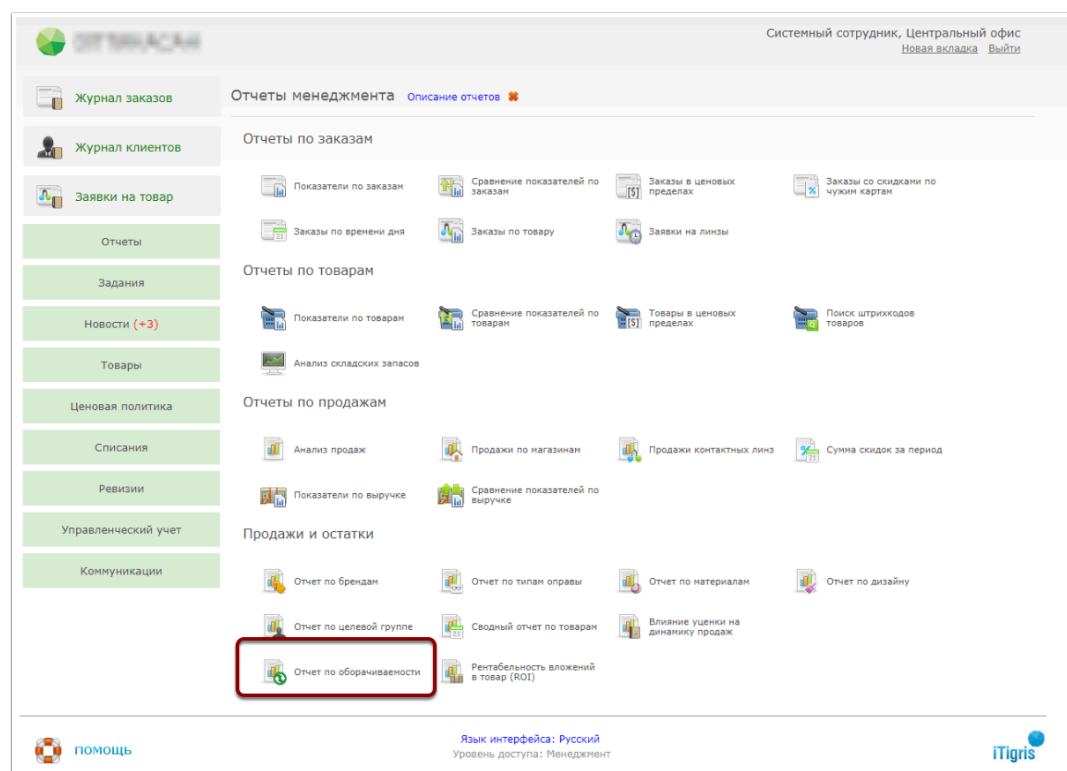 Системный сотрудник, Центральный офис
Новая вкладка Выйти
Журнал заказов
Журнал клиентов
Заявки на товар
Отчеты
Задания
Новости (+3)
Товары
Ценовая политика
Списания
Ревизии
Управленческий учет
Коммуникации
Отчеты менеджмента Описание отчетов
Отчеты по заказам
Показатели по заказам
Сравнение показателей по
заказам
Заказы в ценовых
пределах
Заказы со скидками по
чужим картам
Заказы по времени дня
Заказы по товару
Заявки на линзы
Отчеты по товарам
Показатели по товарам
Сравнение показателей по
товарам
Товары в ценовых
пределах
Поиск штрихкодов
товаров
Анализ складских запасов
Отчеты по продажам
Анализ продаж
Продажи по магазинам
Продажи контактных линз
Сумма скидок за период
Показатели по выручке
Сравнение показателей по
выручке
Продажи и остатки
Отчет по брендам
Отчет по типам оправы
Отчет по материалам
Отчет по дизайну
Отчет по целевой группе
Сводный отчет по товарам
Влияние уценки на
динамику продаж
Отчет по оборачиваемости
Рентабельность вложений
в товар (ROI)
помощь
Язык интерфейса: Русский
Уровень доступа: Менеджмент
iTigris